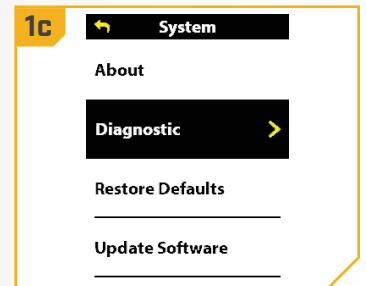 1c
System
About
Diagnostic
Restore Defaults
Update Software